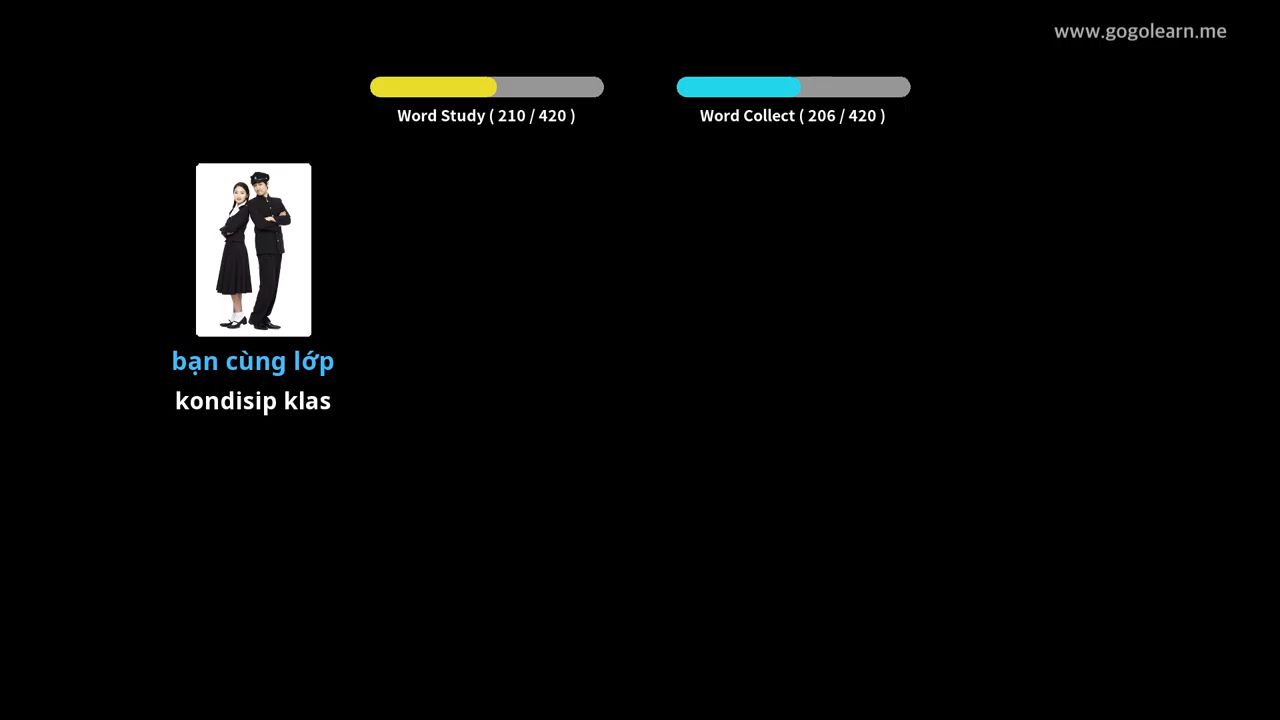 www.gogolearn.me
Word Study ( 210 / 420 )
Word Collect ( 206 / 420 )
bạn cùng lớp
kondisip klas